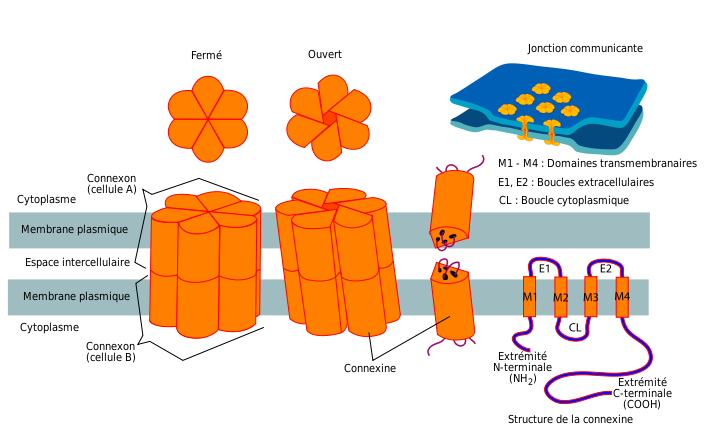 Fermé
Ouvert
Jonction communicante
M1 - M4 : Domaines transmembranaires
E1, E2 : Boucles extracellulaires
CL : Boucle cytoplasmique
Connexon
(cellule A)
Cytoplasme
Membrane plasmique
Espace intercellulaire
Membrane plasmique
Cytoplasme
Connexon
(cellule B)
Connexine
E1
E2
M1
M2
M3
M4
CL
Extrémité
N-terminale
(NH2)
Extrémité
C-terminale
(COOH)
Structure de la connexine